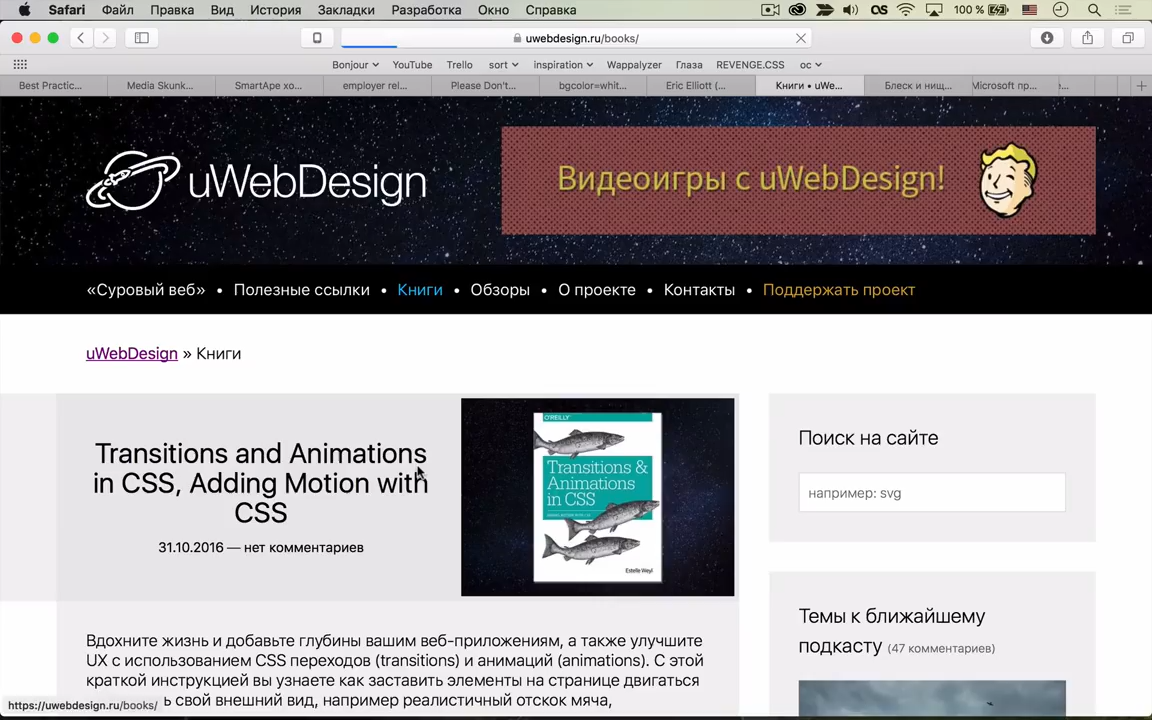 Safari Файл Правка Вид История Закладки Разработка Окно Справка 100 %
uwebdesign.ru/books/
Bonjour YouTube Trello sort inspiration Wappalyzer Глаза REVENGE.CSS ос
Best Practic... Media Skunk... SmartApe хо... employer rel... Please Don't... bgcolor=whit... Eric Elliott (... Книги • uWe... Блеск и нищ... Microsoft пр...
uWebDesign
Видеоигры с uWebDesign!
«Суровый веб» • Полезные ссылки • Книги • Обзоры • О проекте • Контакты • Поддержать проект
uWebDesign » Книги
Transitions and Animations
in CSS, Adding Motion with
CSS
31.10.2016 — нет комментариев
O'REILLY
Transitions &
Animations
in CSS
ADDING MOTION WITH CSS
Estelle Weyl
Вдохните жизнь и добавьте глубины вашим веб-приложениям, а также улучшите
UX с использованием CSS переходов (transitions) и анимаций (animations). С этой
краткой инструкцией вы узнаете как заставить элементы на странице двигаться
ь свой внешний вид, например реалистичный отскок мяча,
https://uwebdesign.ru/books/
Поиск на сайте
например: svg
Темы к ближайшему
подкасту (47 комментариев)